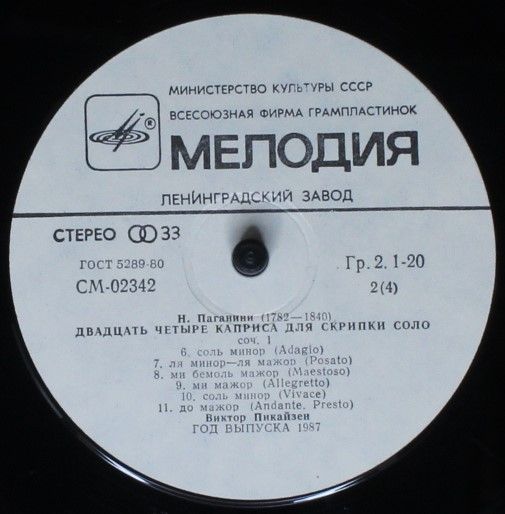 МИНИСТЕРСТВО КУЛЬТУРЫ СССР
ВСЕСОЮЗНАЯ ФИРМА ГРАМПЛАСТИНОК
®
МЕЛОДИЯ
ЛЕНИНГРАДСКИЙ ЗАВОД
СТЕРЕО 33
ГОСТ 5289-80
Гр. 2. 1-20
СМ-02342
2(4)
Н. Паганини (1782—1840)
ДВАДЦАТЬ ЧЕТЫРЕ КАПРИСА ДЛЯ СКРИПКИ СОЛО
соч. 1
6. соль минор (Adagio)
7. ля минор—ля мажор (Posato)
8. ми бемоль мажор (Maestoso)
9. ми мажор (Allegretto)
10. соль минор (Vivace)
11. до мажор (Andante, Presto)
Виктор Пикайзен
ГОД ВЫПУСКА 1987